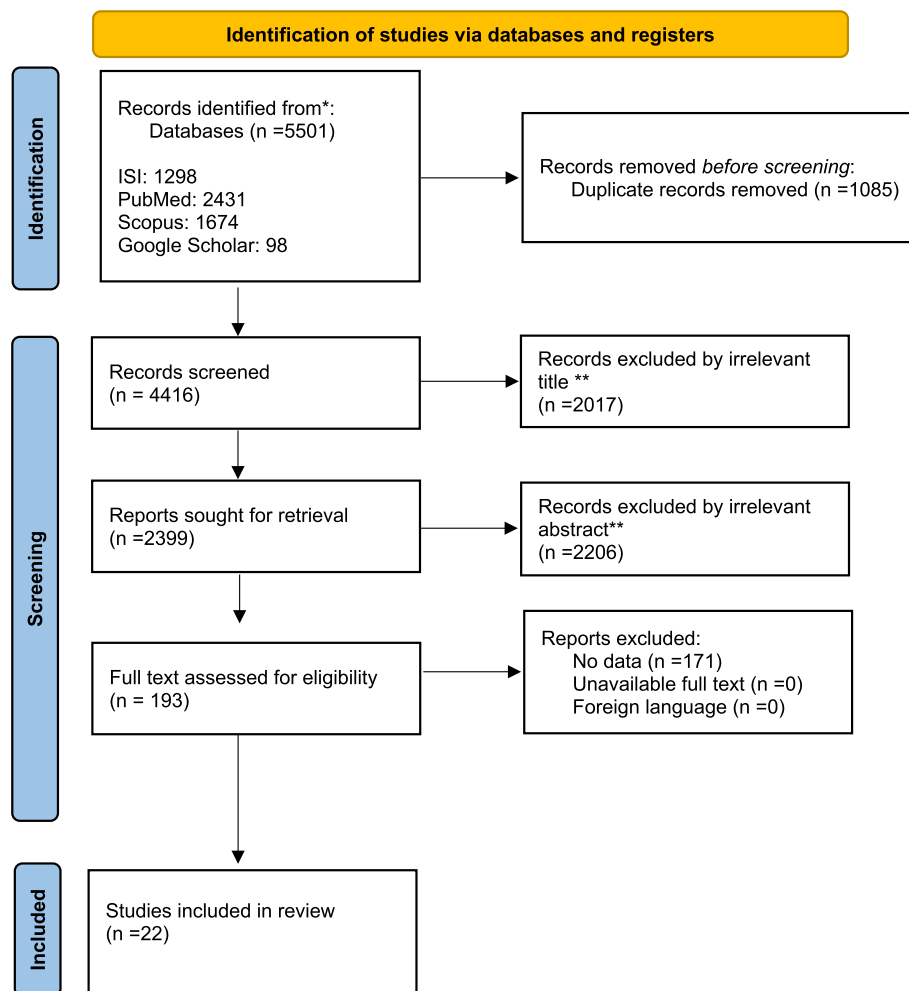 Identification of studies via databases and registers
Identification
Records identified from*:
Databases (n =5501)
ISI: 1298
PubMed: 2431
Scopus: 1674
Google Scholar: 98
Records removed before screening:
Duplicate records removed (n =1085)
Screening
Records screened
(n = 4416)
Records excluded by irrelevant
title **
(n =2017)
Reports sought for retrieval
(n =2399)
Records excluded by irrelevant
abstract**
(n =2206)
Full text assessed for eligibility
(n = 193)
Reports excluded:
No data (n =171)
Unavailable full text (n =0)
Foreign language (n =0)
Included
Studies included in review
(n =22)